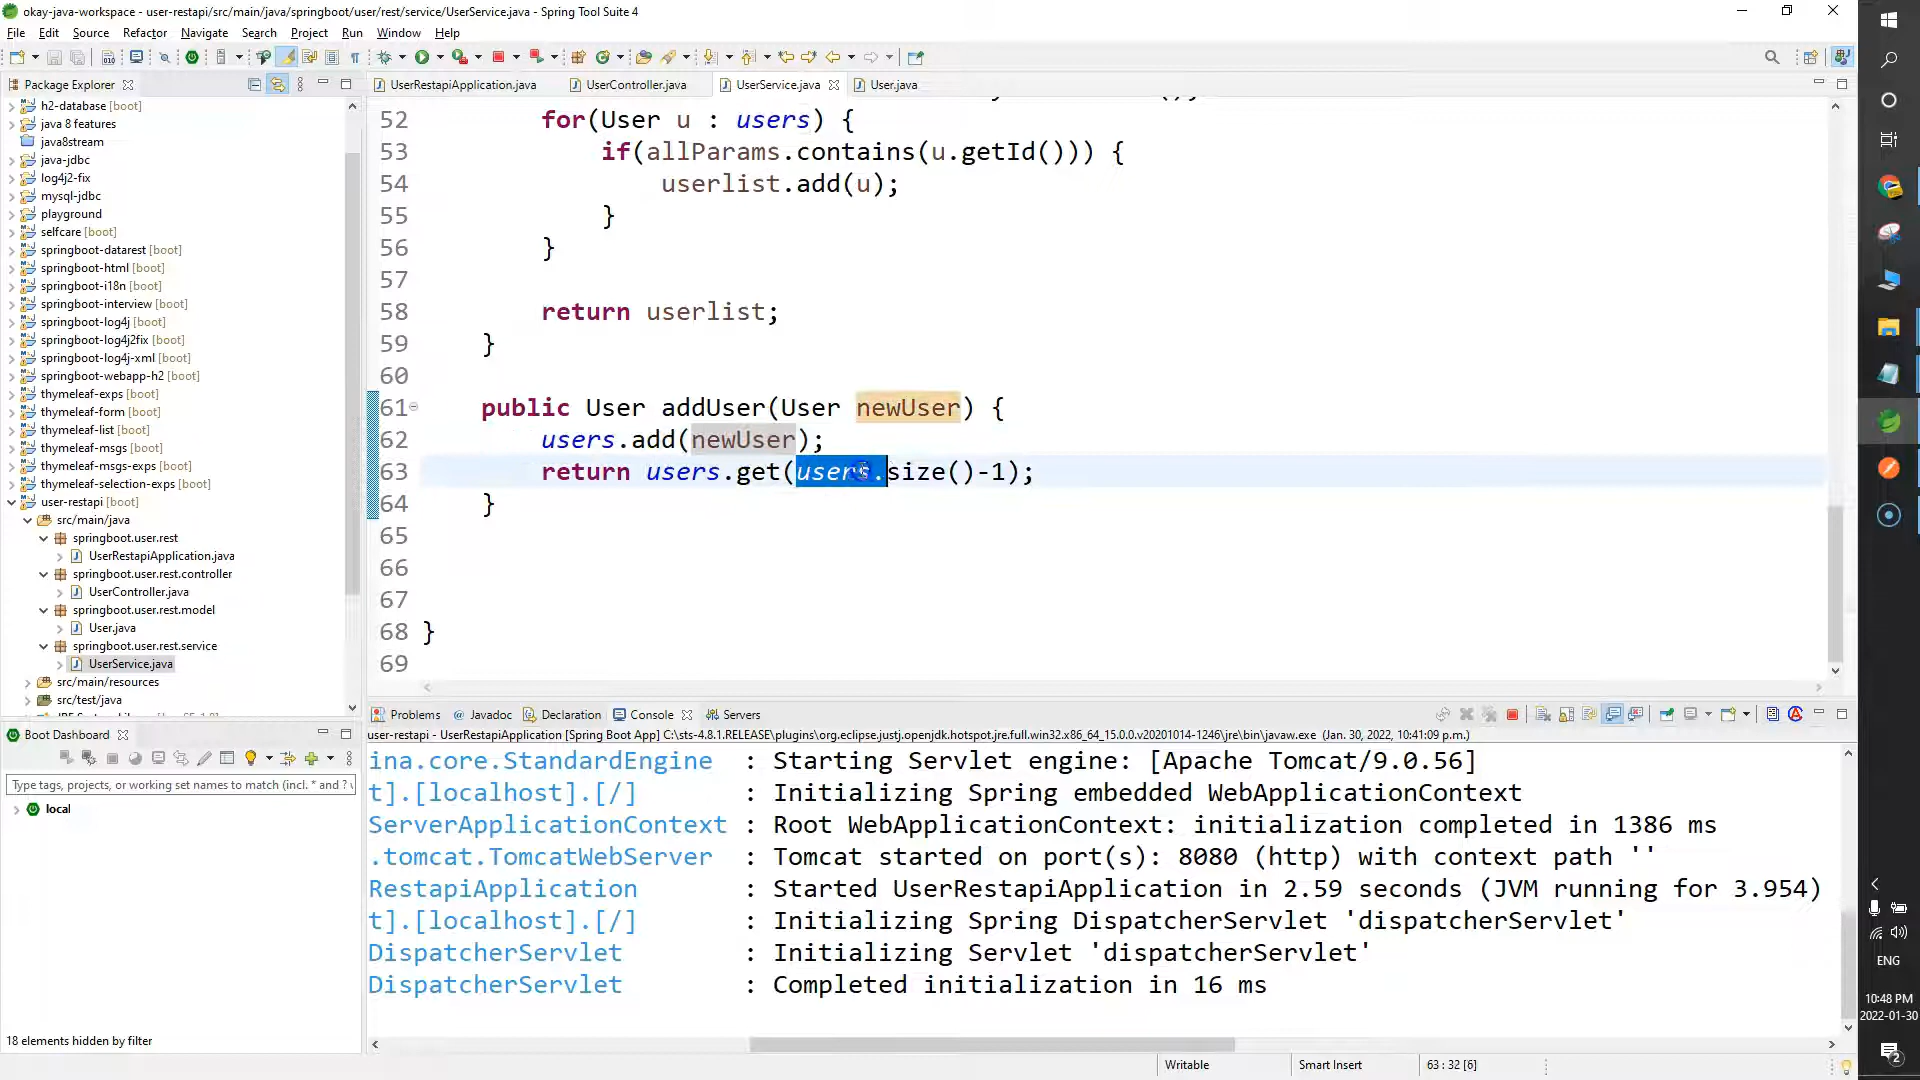 okay-java-workspace - user-restapi/src/main/java/springboot/user/rest/service/UserService.java - Spring Tool Suite 4
File Edit Source Refactor Navigate Search Project Run Window Help
Package Explorer
h2-database [boot]
java 8 features
java8stream
java-jdbc
log4j2-fix
mysql-jdbc
playground
selfcare [boot]
springboot-datarest [boot]
springboot-html [boot]
springboot-i18n [boot]
springboot-interview [boot]
springboot-log4j [boot]
springboot-log4j2fix [boot]
springboot-log4j-xml [boot]
springboot-webapp-h2 [boot]
thymeleaf-exps [boot]
thymeleaf-form [boot]
thymeleaf-list [boot]
thymeleaf-msgs [boot]
thymeleaf-msgs-exps [boot]
thymeleaf-selection-exps [boot]
user-restapi [boot]
src/main/java
springboot.user.rest
UserRestapiApplication.java
springboot.user.rest.controller
UserController.java
springboot.user.rest.model
User.java
springboot.user.rest.service
UserService.java
src/main/resources
src/test/java
Boot Dashboard
Type tags, projects, or working set names to match (incl. * and ?
local
18 elements hidden by filter
UserRestapiApplication.java UserController.java UserService.java User.java
52 for(User u : users) {
53 if(allParams.contains(u.getId())) {
54 userlist.add(u);
55 }
56 }
57
58 return userlist;
59 }
60
61 public User addUser(User newUser) {
62 users.add(newUser);
63 return users.get(users.size()-1);
64 }
65
66
67
68 }
69
Problems @ Javadoc Declaration Console Servers
user-restapi - UserRestapiApplication [Spring Boot App] C:\sts-4.8.1.RELEASE\plugins\org.eclipse.justj.openjdk.hotspot.jre.full.win32.x86_64_15.0.0.v20201014-1246\jre\bin\javaw.exe (Jan. 30, 2022, 10:41:09 p.m.)
ina.core.StandardEngine : Starting Servlet engine: [Apache Tomcat/9.0.56]
t].[localhost].[/] : Initializing Spring embedded WebApplicationContext
ServerApplicationContext : Root WebApplicationContext: initialization completed in 1386 ms
.tomcat.TomcatWebServer : Tomcat started on port(s): 8080 (http) with context path ''
RestapiApplication : Started UserRestapiApplication in 2.59 seconds (JVM running for 3.954)
t].[localhost].[/] : Initializing Spring DispatcherServlet 'dispatcherServlet'
DispatcherServlet : Initializing Servlet 'dispatcherServlet'
DispatcherServlet : Completed initialization in 16 ms
Writable Smart Insert 63 : 32 [6]
ENG
10:48 PM
2022-01-30
2